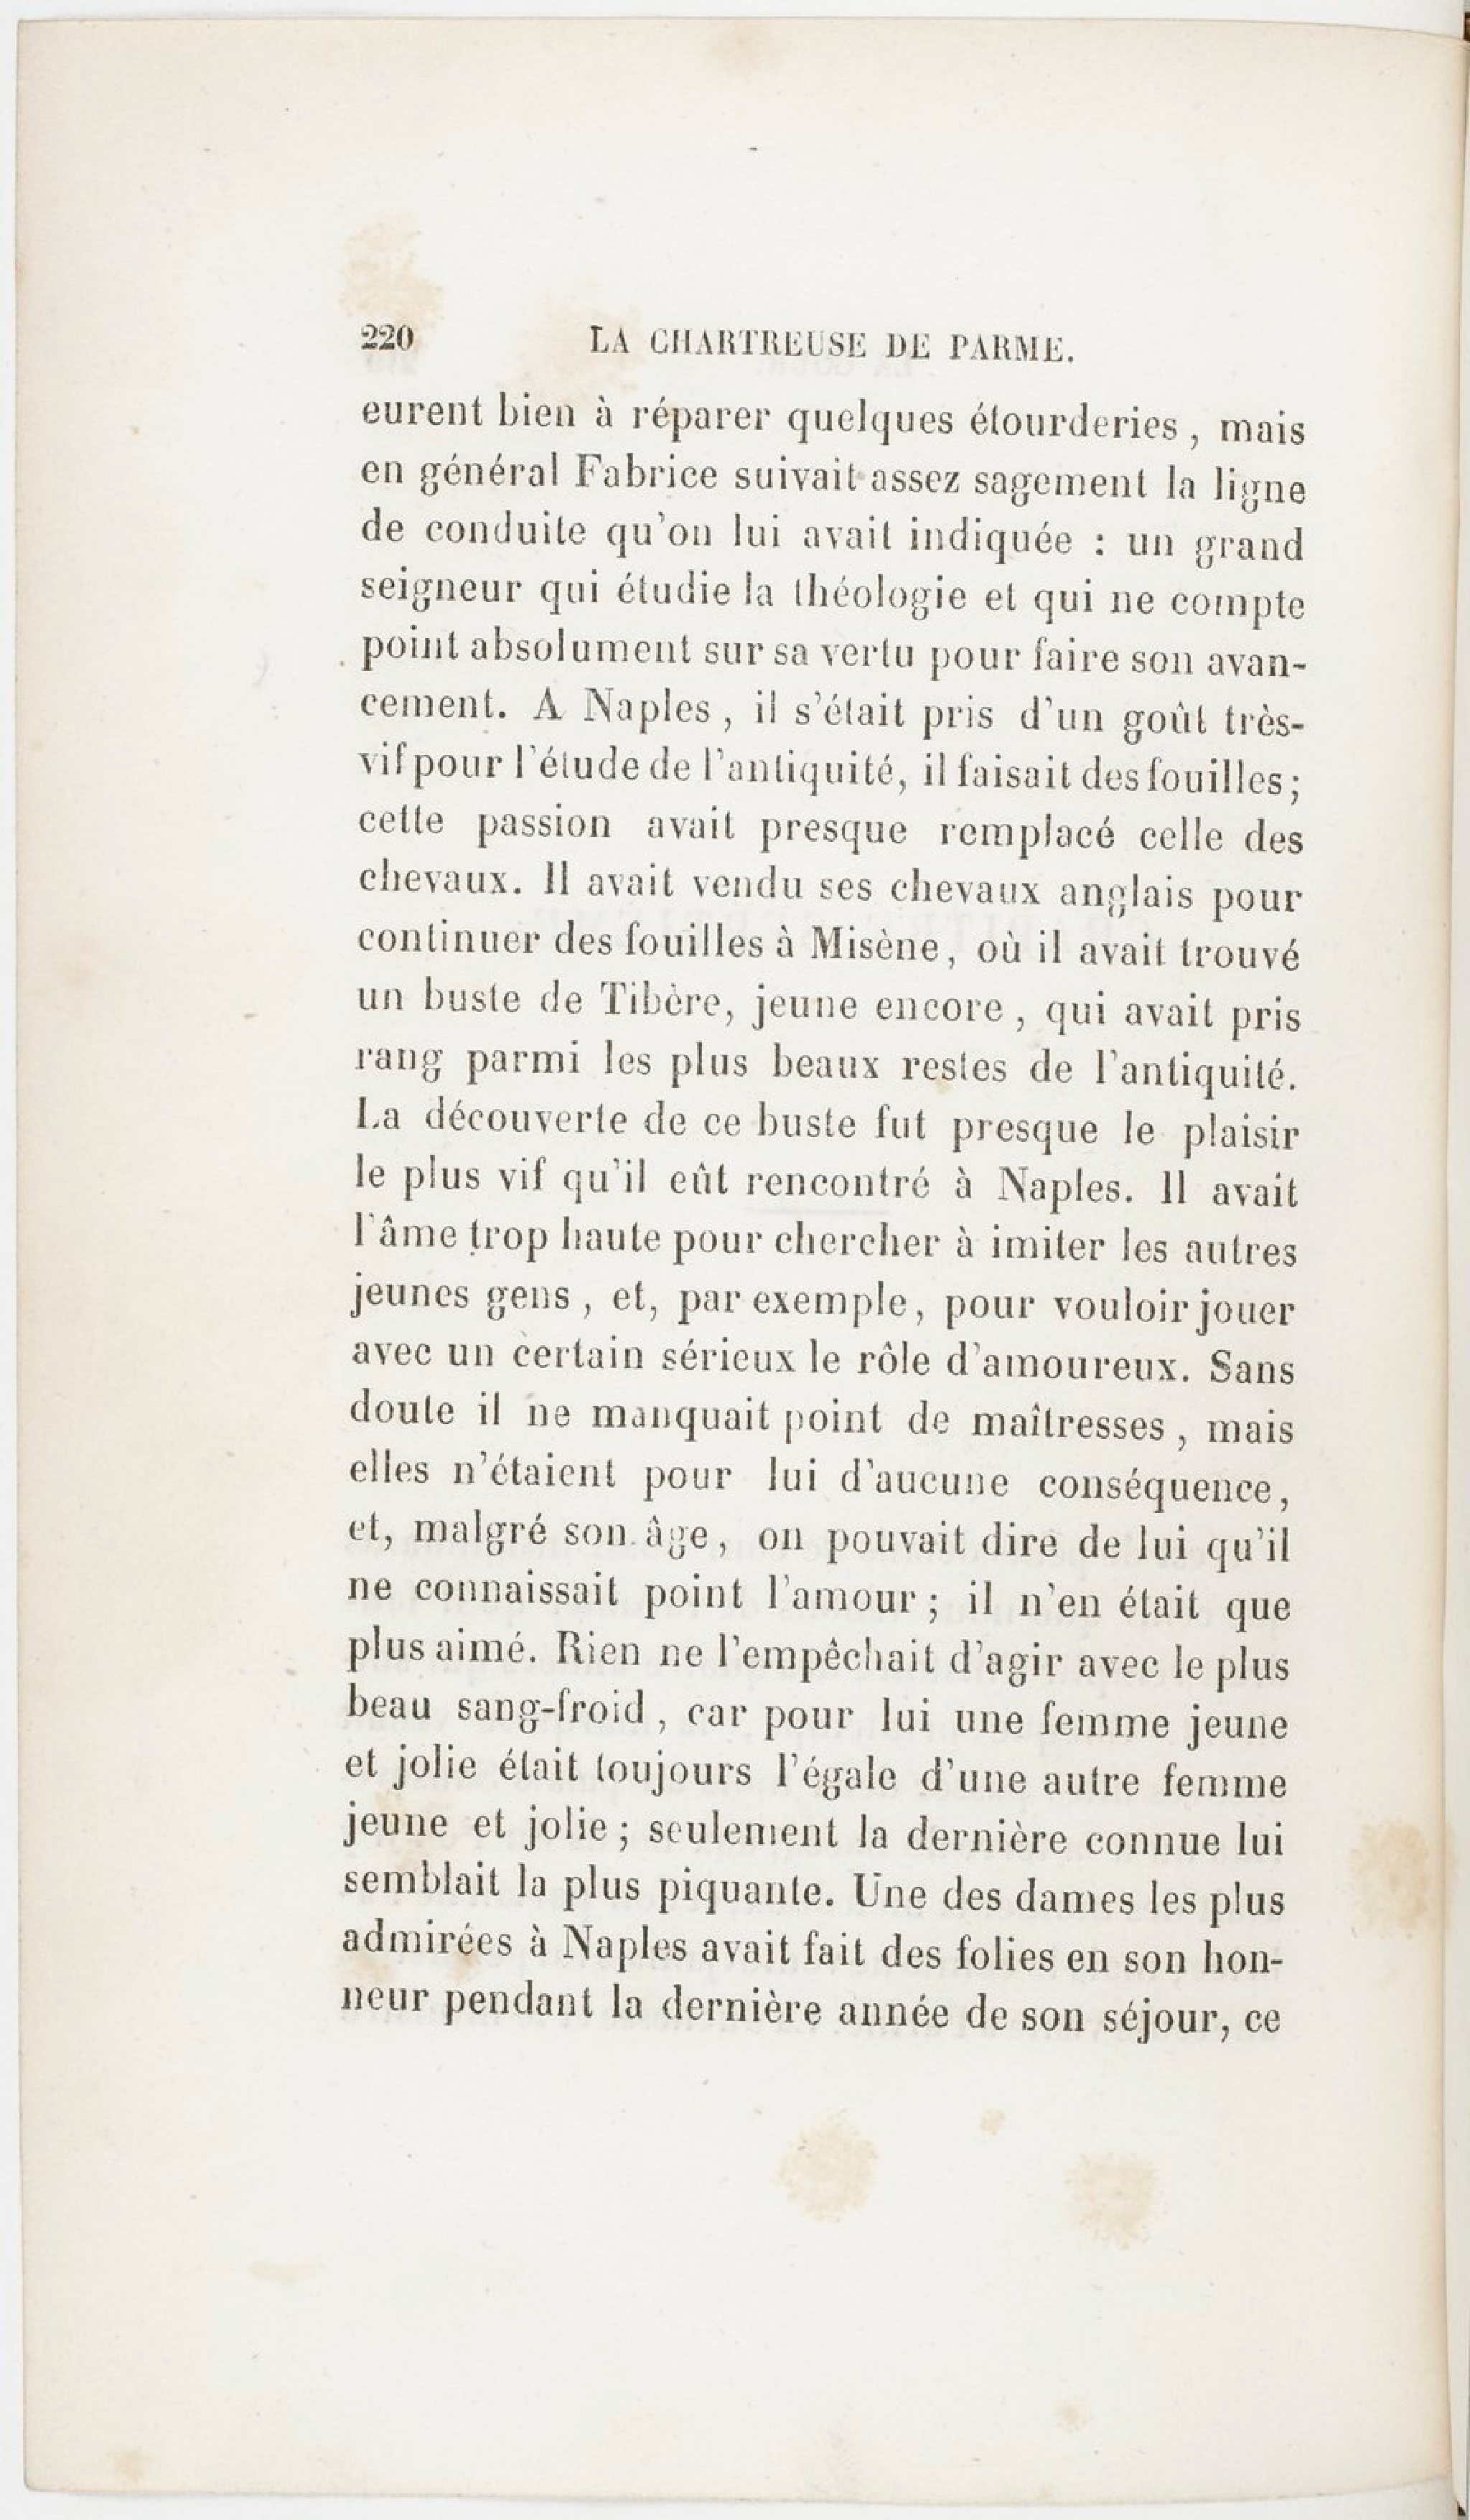 220 LA CHARTREUSE DE PARME.
eurent bien à réparer quelques étourderies, mais
en général Fabrice suivait assez sagement la ligne
de conduite qu'on lui avait indiquée : un grand
seigneur qui étudie la théologie et qui ne compte
point absolument sur sa vertu pour faire son avan-
cement. A Naples, il s'était pris d'un goût très-
vif pour l'étude de l'antiquité, il faisait des fouilles;
cette passion avait presque remplacé celle des
chevaux. Il avait vendu ses chevaux anglais pour
continuer des fouilles à Misène, où il avait trouvé
un buste de Tibère, jeune encore, qui avait pris
rang parmi les plus beaux restes de l'antiquité.
La découverte de ce buste fut presque le plaisir
le plus vif qu'il eût rencontré à Naples. Il avait
l'âme trop haute pour chercher à imiter les autres
jeunes gens, et, par exemple, pour vouloir jouer
avec un certain sérieux le rôle d'amoureux. Sans
doute il ne manquait point de maîtresses, mais
elles n'étaient pour lui d'aucune conséquence,
et, malgré son âge, on pouvait dire de lui qu'il
ne connaissait point l'amour; il n'en était que
plus aimé. Rien ne l'empêchait d'agir avec le plus
beau sang-froid, car pour lui une femme jeune
et jolie était toujours l'égale d'une autre femme
jeune et jolie; seulement la dernière connue lui
semblait la plus piquante. Une des dames les plus
admirées à Naples avait fait des folies en son hon-
neur pendant la dernière année de son séjour, ce